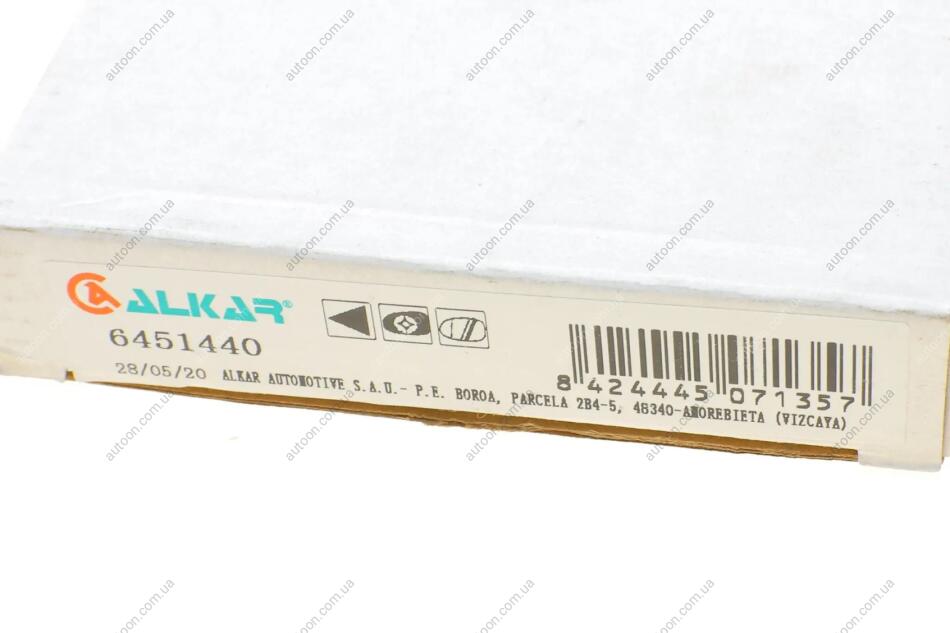 ALKAR®
6451440
28/05/20 ALKAR AUTOMOTIVE S.A.U.- P.E. BOROA, PARCELA 2B4-5, 48340-AMOREBIETA (VIZCAYA)
8 424445 071357
autoon.com.ua